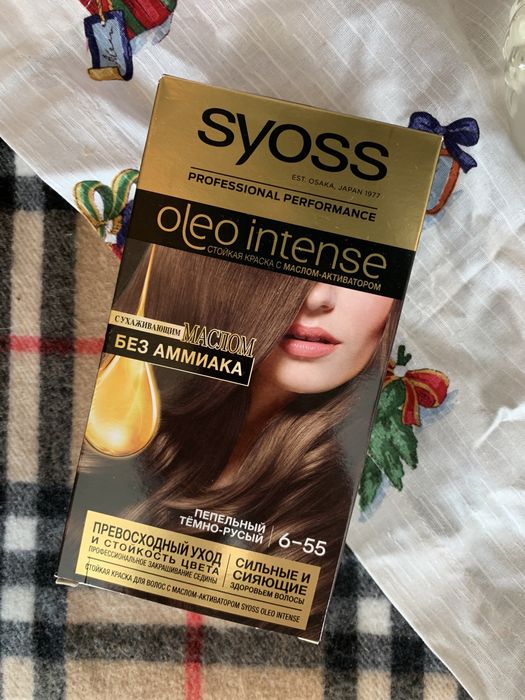 syoss
EST. OSAKA, JAPAN 1977
PROFESSIONAL PERFORMANCE
oleo intense
СТОЙКАЯ КРАСКА С МАСЛОМ-АКТИВАТОРОМ
С УХАЖИВАЮЩИМ МАСЛОМ
БЕЗ АММИАКА
ПЕПЕЛЬНЫЙ
ТЁМНО-РУСЫЙ 6-55
ПРЕВОСХОДНЫЙ УХОД
И СТОЙКОСТЬ ЦВЕТА
ПРОФЕССИОНАЛЬНОЕ ЗАКРАШИВАНИЕ СЕДИНЫ
СИЛЬНЫЕ И
СИЯЮЩИЕ
ЗДОРОВЬЕМ ВОЛОСЫ
СТОЙКАЯ КРАСКА ДЛЯ ВОЛОС С МАСЛОМ-АКТИВАТОРОМ SYOSS OLEO INTENSE